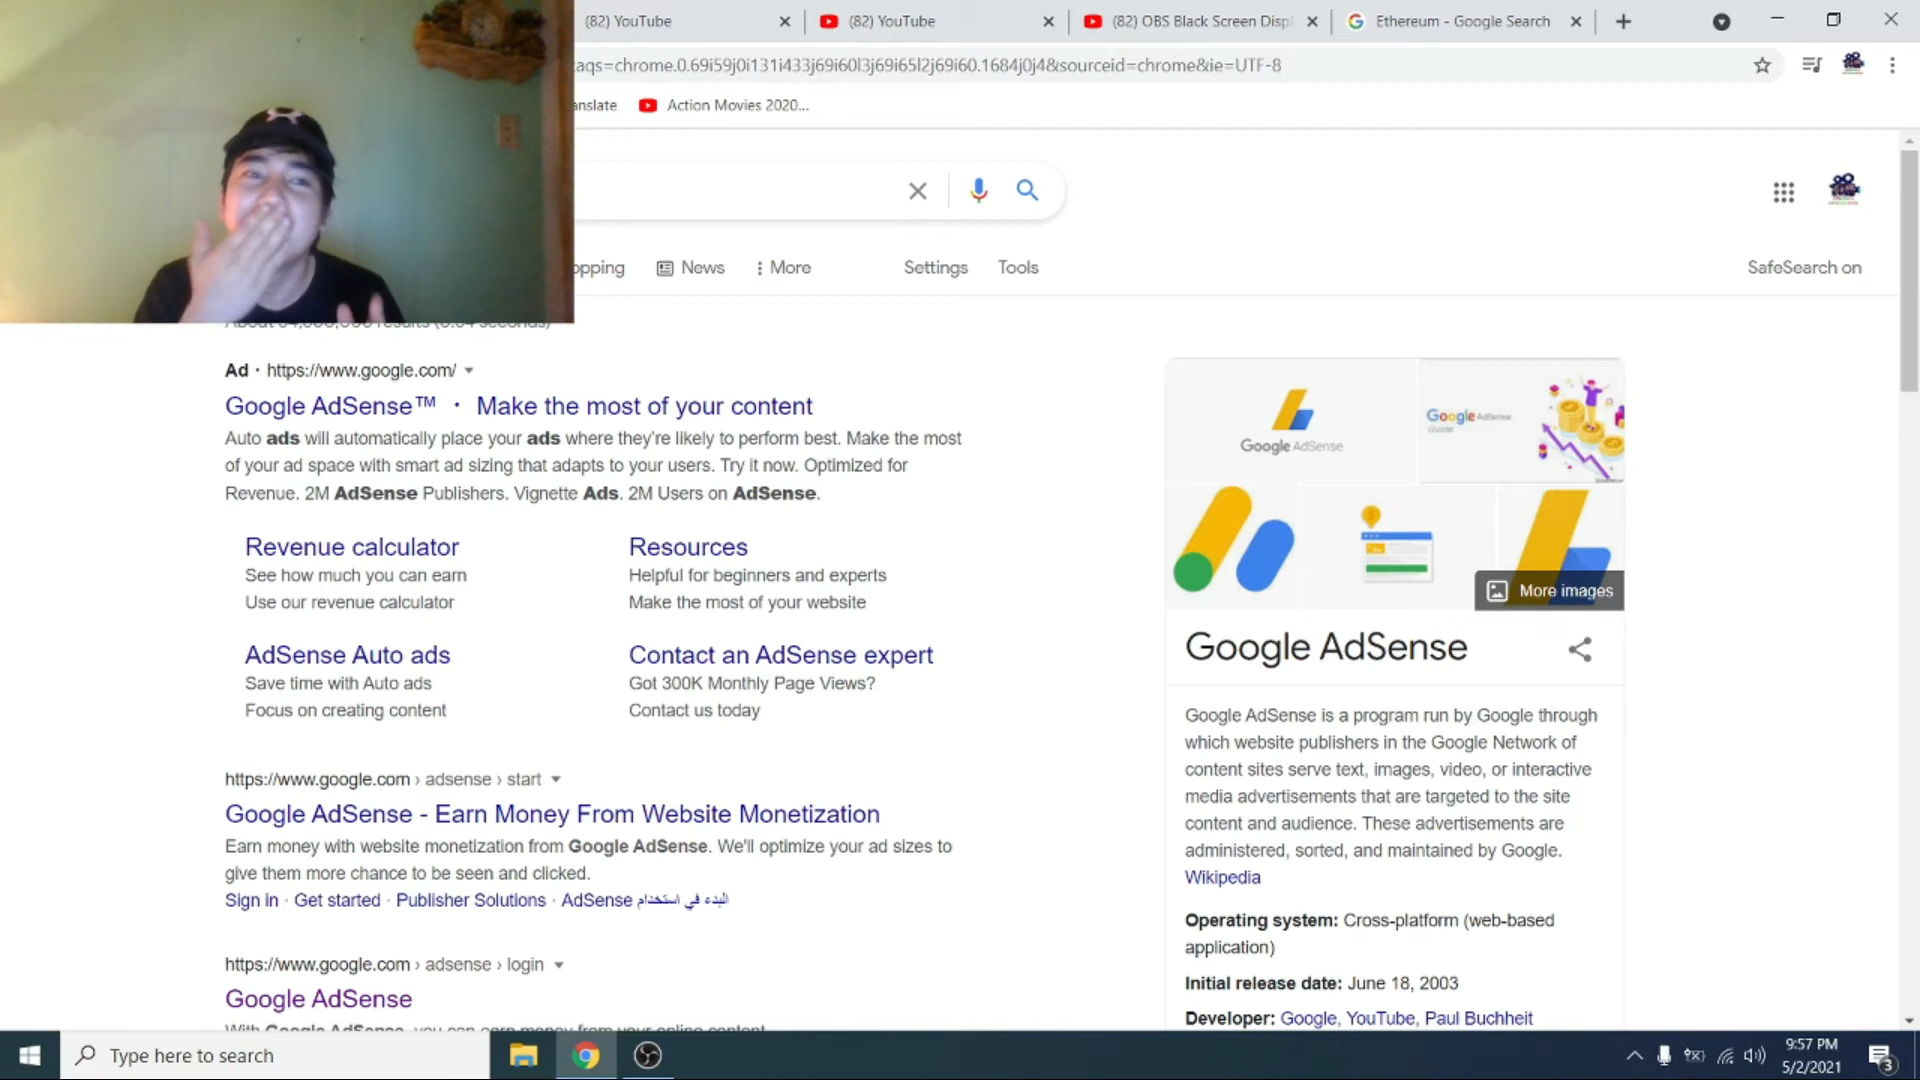 (82) YouTube
(82) YouTube
(82) OBS Black Screen Displ
Ethereum - Google Search
aqs=chrome.0.69i59j0i131i433j69i60l3j69i65l2j69i60.1684j0j4&sourceid=chrome&ie=UTF-8
anslate
Action Movies 2020...
opping
News
More
Settings
Tools
SafeSearch on
Ad · https://www.google.com/
Google AdSense™ · Make the most of your content
Auto ads will automatically place your ads where they're likely to perform best. Make the most
of your ad space with smart ad sizing that adapts to your users. Try it now. Optimized for
Revenue. 2M AdSense Publishers. Vignette Ads. 2M Users on AdSense.
Revenue calculator
See how much you can earn
Use our revenue calculator
Resources
Helpful for beginners and experts
Make the most of your website
AdSense Auto ads
Save time with Auto ads
Focus on creating content
Contact an AdSense expert
Got 300K Monthly Page Views?
Contact us today
https://www.google.com › adsense › start
Google AdSense - Earn Money From Website Monetization
Earn money with website monetization from Google AdSense. We'll optimize your ad sizes to
give them more chance to be seen and clicked.
Sign in · Get started · Publisher Solutions · AdSense البدء في استخدام
https://www.google.com › adsense › login
Google AdSense
With Google AdSense, you can earn money from your online content.
Google AdSense
Google AdSense
More images
Google AdSense
Google AdSense is a program run by Google through
which website publishers in the Google Network of
content sites serve text, images, video, or interactive
media advertisements that are targeted to the site
content and audience. These advertisements are
administered, sorted, and maintained by Google.
Wikipedia
Operating system: Cross-platform (web-based
application)
Initial release date: June 18, 2003
Developer: Google, YouTube, Paul Buchheit
Type here to search
9:57 PM
5/2/2021
3